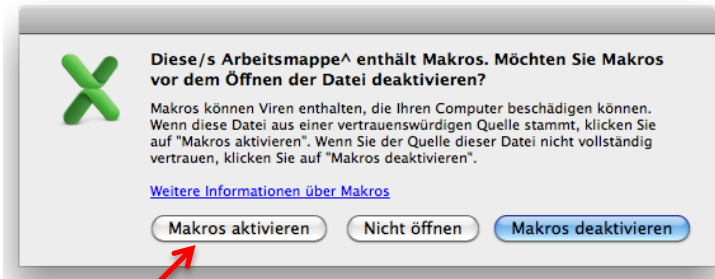 Diese/s Arbeitsmappe^ enthält Makros. Möchten Sie Makros
vor dem Öffnen der Datei deaktivieren?
Makros können Viren enthalten, die Ihren Computer beschädigen können.
Wenn diese Datei aus einer vertrauenswürdigen Quelle stammt, klicken Sie
auf "Makros aktivieren". Wenn Sie der Quelle dieser Datei nicht vollständig
vertrauen, klicken Sie auf "Makros deaktivieren".
Weitere Informationen über Makros
Makros aktivieren Nicht öffnen Makros deaktivieren